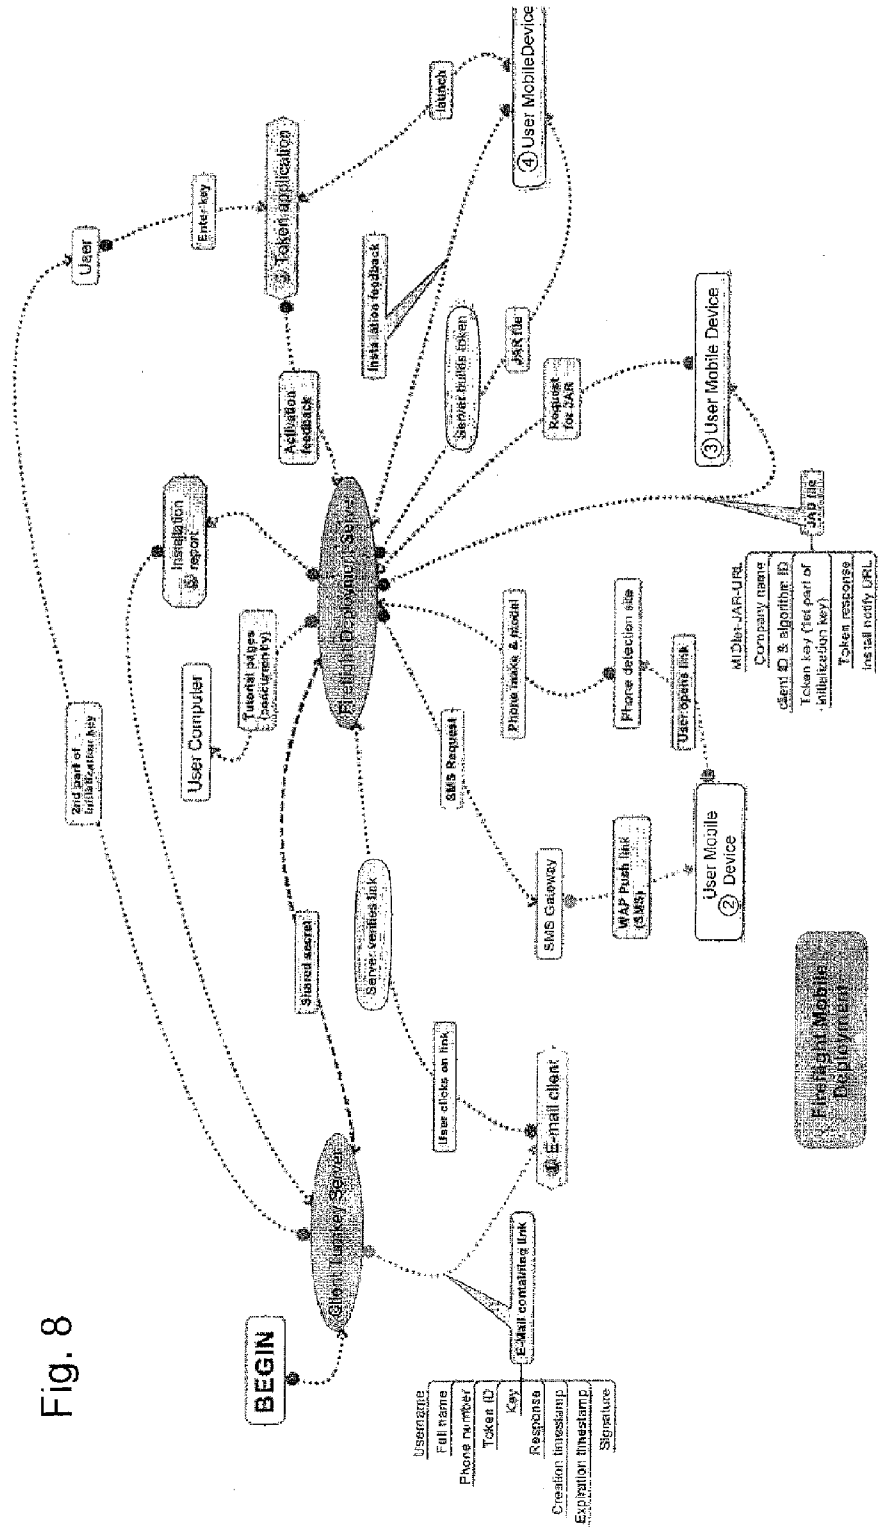 Fig. 8
BEGIN
Client Turnkey Server
2nd part of
initialization key
User
Enter key
Token application
launch
④ User Mobile Device
Installation
report
User Computer
Tutorial pages
(concurrently)
Activation
feedback
Shared secret
Fireflight Deployment Server
Server verifies link
Installation feedback
Server builds token
JAR file
Request
for JAR
③ User Mobile Device
User clicks on link
E-mail client
SMS Request
SMS Gateway
WAP Push link
(SMS)
User Mobile
② Device
Phone make & model
Phone detection site
User opens link
JAD file
MIDlet-JAR-URL
Company name
client ID & algorithm ID
Token key (1st part of
initialization key)
Token response
Install notify URL
E-Mail containing link
Username
Full name
Phone number
Token ID
Key
Response
Creation timestamp
Expiration timestamp
Signature
Fireflight Mobile
Deployment